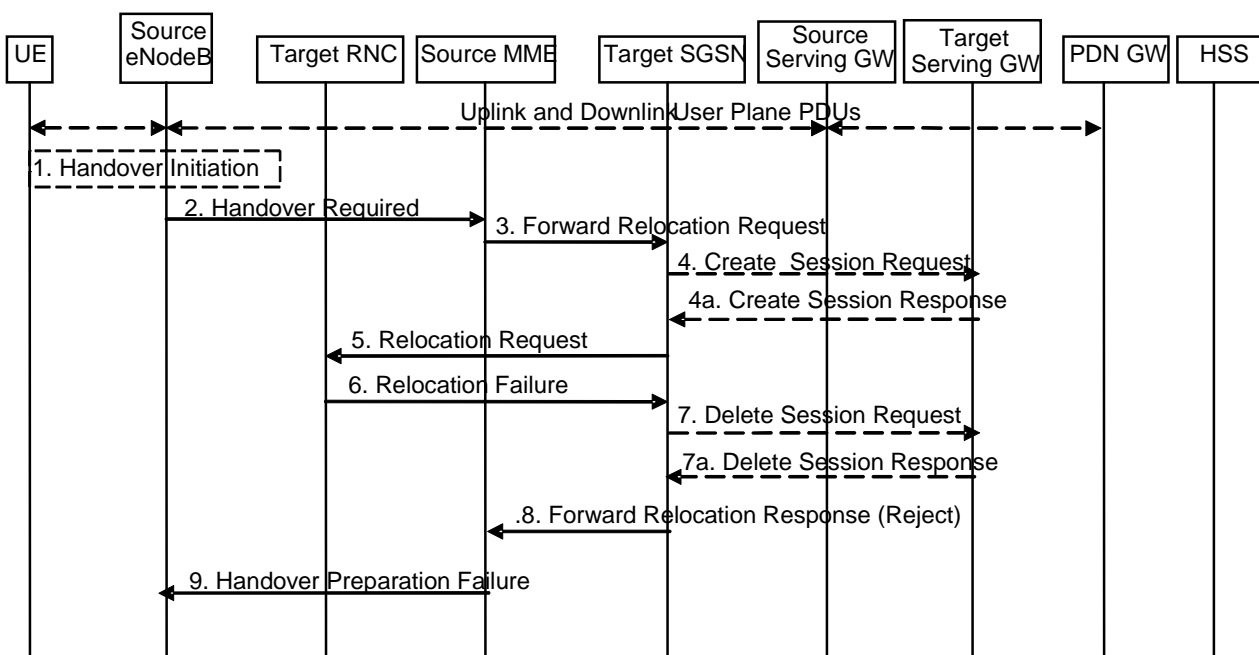 UE
Source
eNodeB
Target RNC
Source MME
Target SGSN
Source
Serving GW
Target
Serving GW
PDN GW
HSS
Uplink and Downlink User Plane PDUs
1. Handover Initiation
2. Handover Required
3. Forward Relocation Request
4. Create Session Request
4a. Create Session Response
5. Relocation Request
6. Relocation Failure
7. Delete Session Request
7a. Delete Session Response
.8. Forward Relocation Response (Reject)
9. Handover Preparation Failure